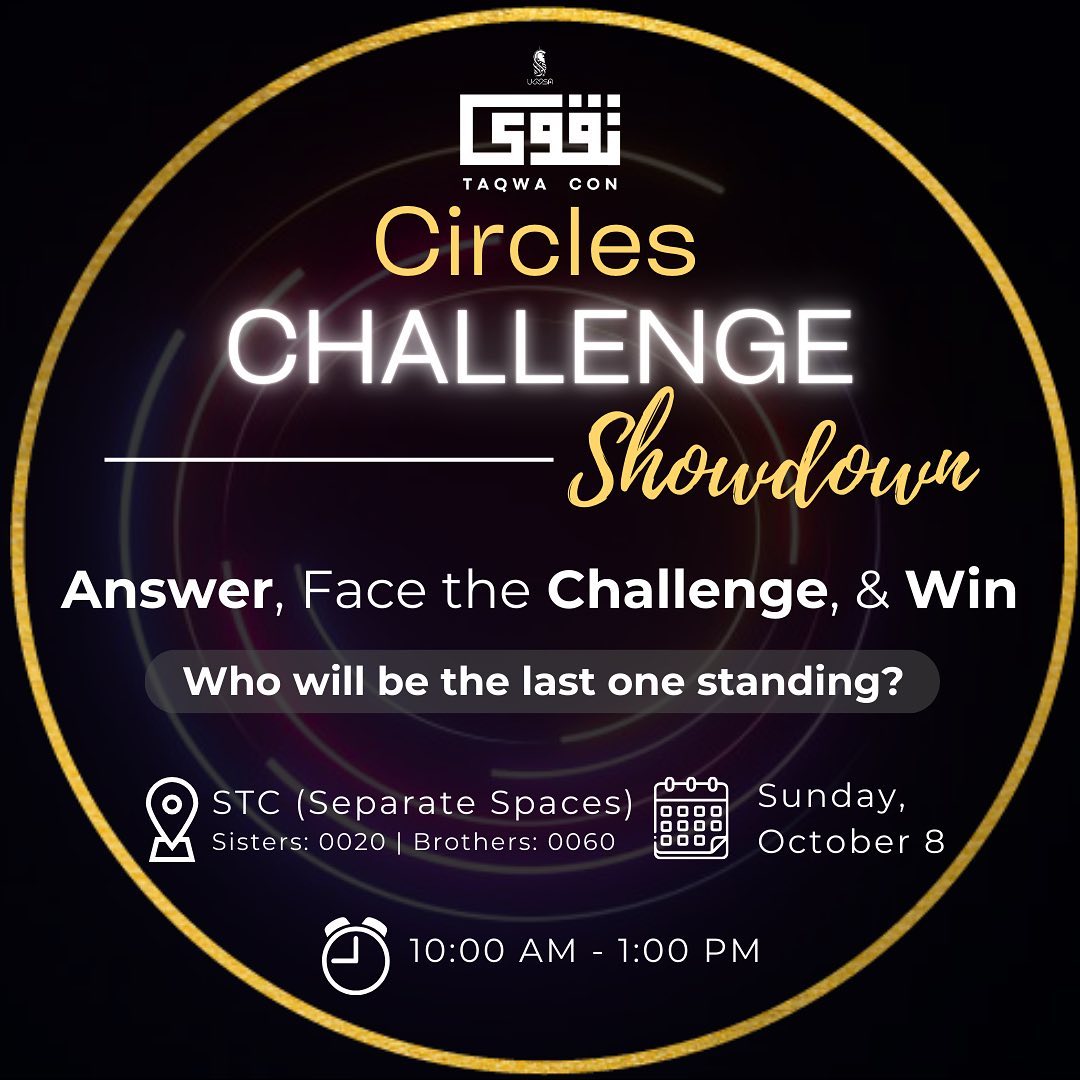 UGOSA
تقوى
TAQWA CON
Circles
CHALLENGE
Showdown
Answer, Face the Challenge, & Win
Who will be the last one standing?
STC (Separate Spaces)
Sisters: 0020 | Brothers: 0060
Sunday,
October 8
10:00 AM - 1:00 PM